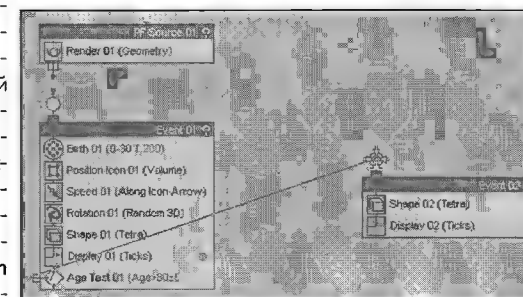 PF Source 01
Render 01 (Geometry)
Event 01
Birth 01 (0-30 T,200)
Position Icon 01 (Volume)
Speed 01 (Along Icon Arrow)
Rotation 01 (Random 3D)
Shape 01 (Tetra)
Display 01 (Ticks)
Age Test 01 (Age>30±
Event 02
Shape 02 (Tetra)
Display 02 (Ticks)